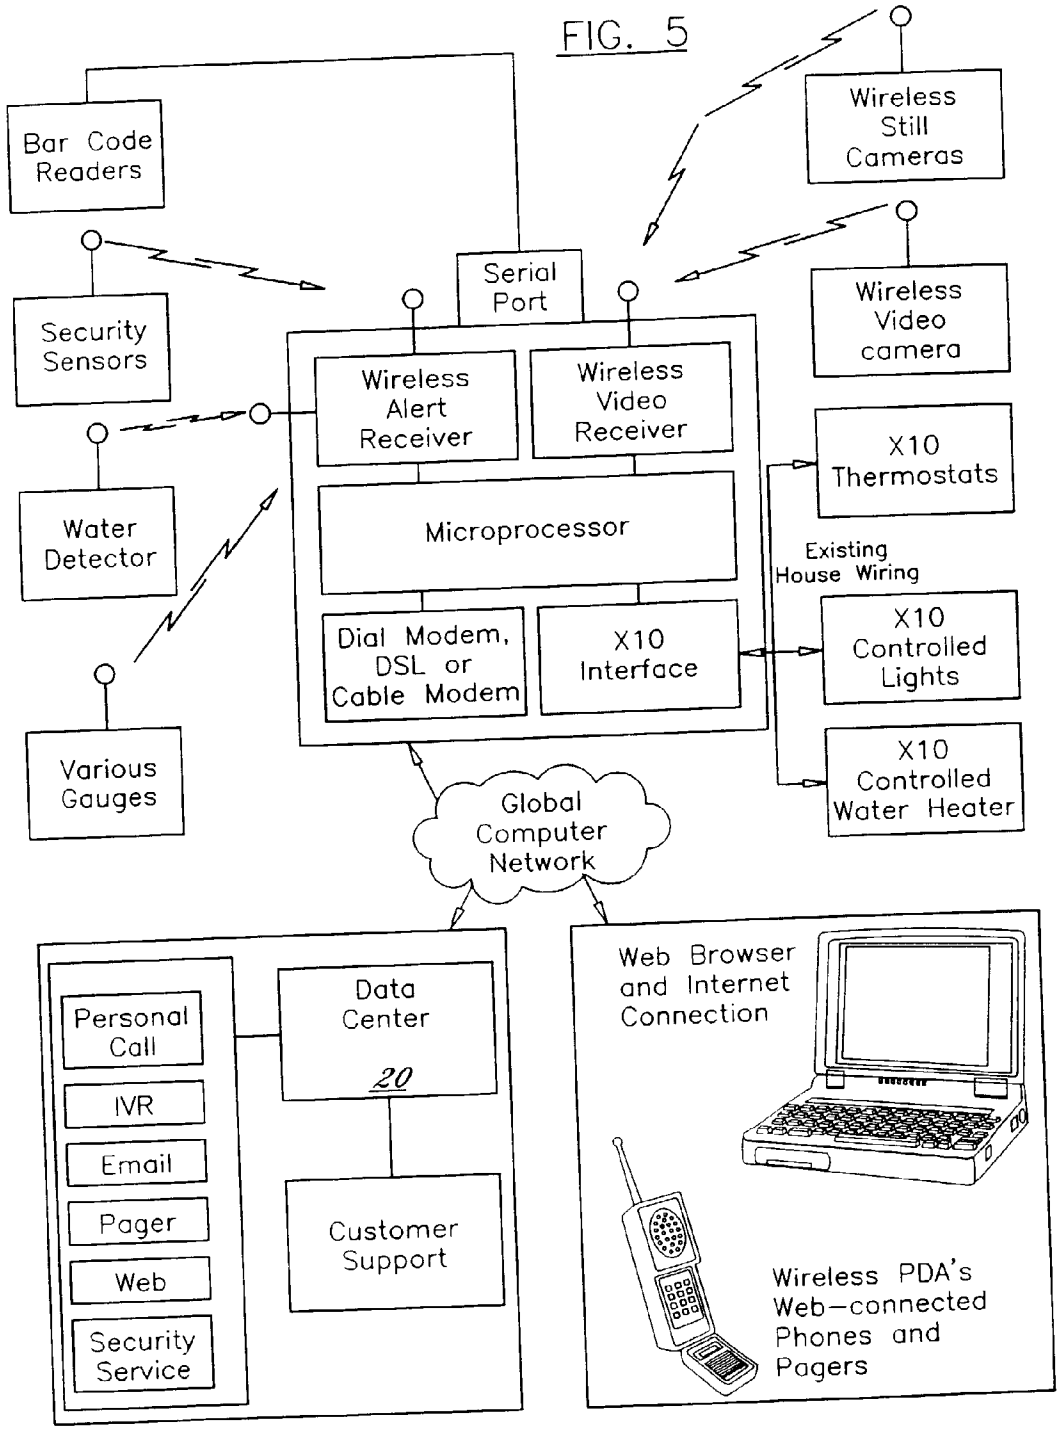 FIG. 5
Bar Code
Readers
Wireless
Still
Cameras
Security
Sensors
Serial
Port
Wireless
Video
camera
Wireless
Alert
Receiver
Wireless
Video
Receiver
X10
Thermostats
Water
Detector
Microprocessor
Existing
House Wiring
Dial Modem,
DSL or
Cable Modem
X10
Interface
X10
Controlled
Lights
Various
Gauges
X10
Controlled
Water Heater
Global
Computer
Network
Personal
Call
IVR
Email
Pager
Web
Security
Service
Data
Center
20
Customer
Support
Web Browser
and Internet
Connection
Wireless PDA's
Web-connected
Phones and
Pagers